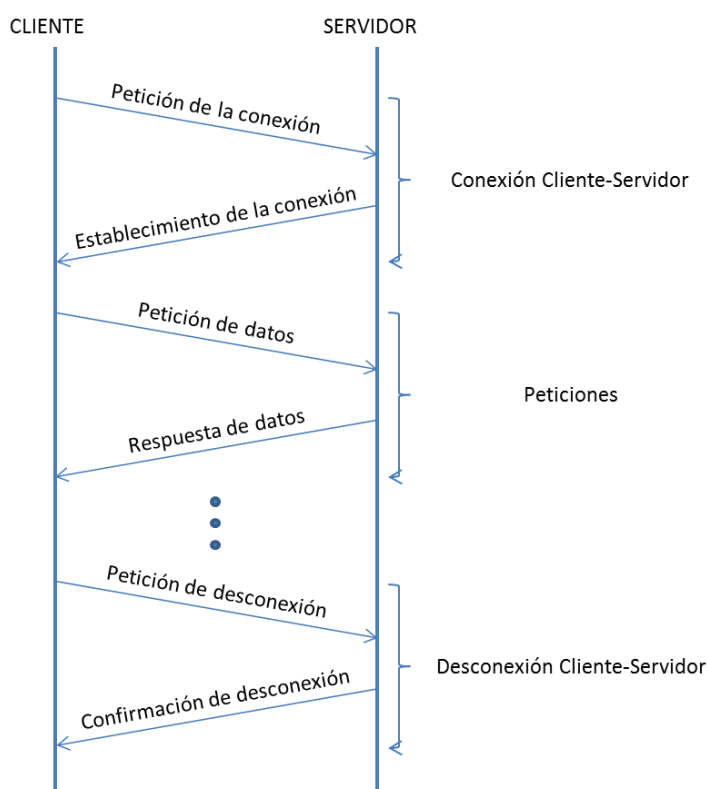 CLIENTE
SERVIDOR
Petición de la conexión
Conexión Cliente-Servidor
Establecimiento de la conexión
Petición de datos
Peticiones
Respuesta de datos
Petición de desconexión
Desconexión Cliente-Servidor
Confirmación de desconexión